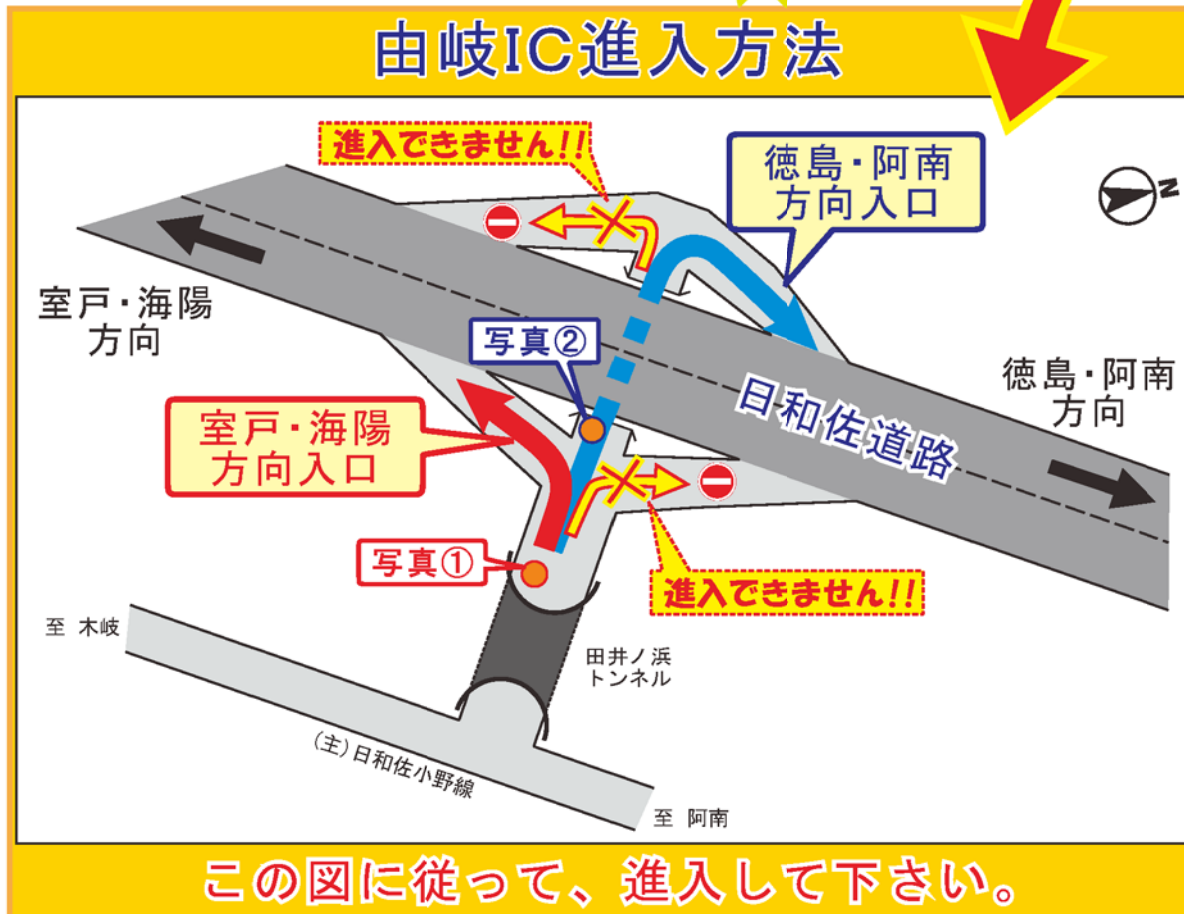 由岐IC進入方法
進入できません!!
徳島・阿南
方向入口
N
室戸・海陽
方向
写真②
徳島・阿南
方向
日和佐道路
室戸・海陽
方向入口
写真①
進入できません!!
至 木岐
田井ノ浜
トンネル
(主)日和佐小野線
至 阿南
この図に従って、進入して下さい。